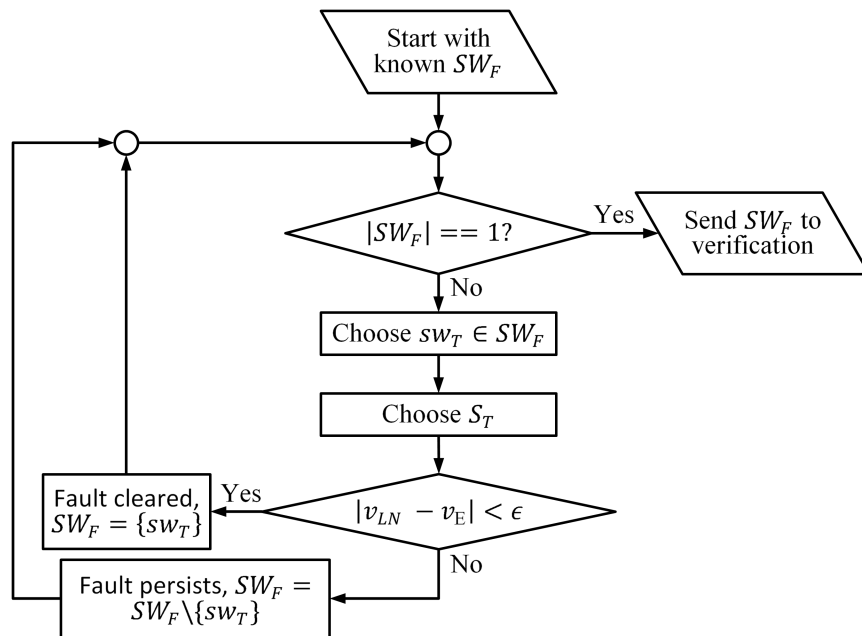 Start with
known SW_F
|SW_F| == 1?
Yes
Send SW_F to
verification
No
Choose sw_T ∈ SW_F
Choose S_T
|v_LN − v_E| < ϵ
Yes
Fault cleared,
SW_F = {sw_T}
No
Fault persists, SW_F =
SW_F\{sw_T}